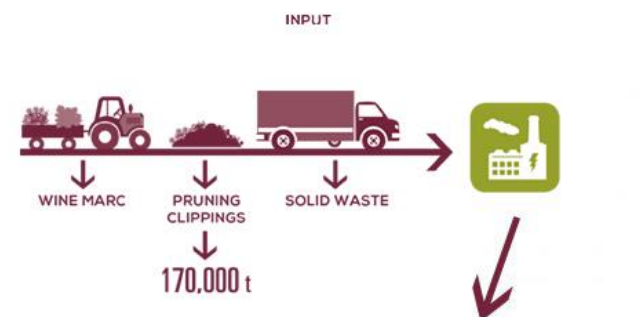 INPUT
WINE MARC
PRUNING
CLIPPINGS
SOLID WASTE
170,000 t